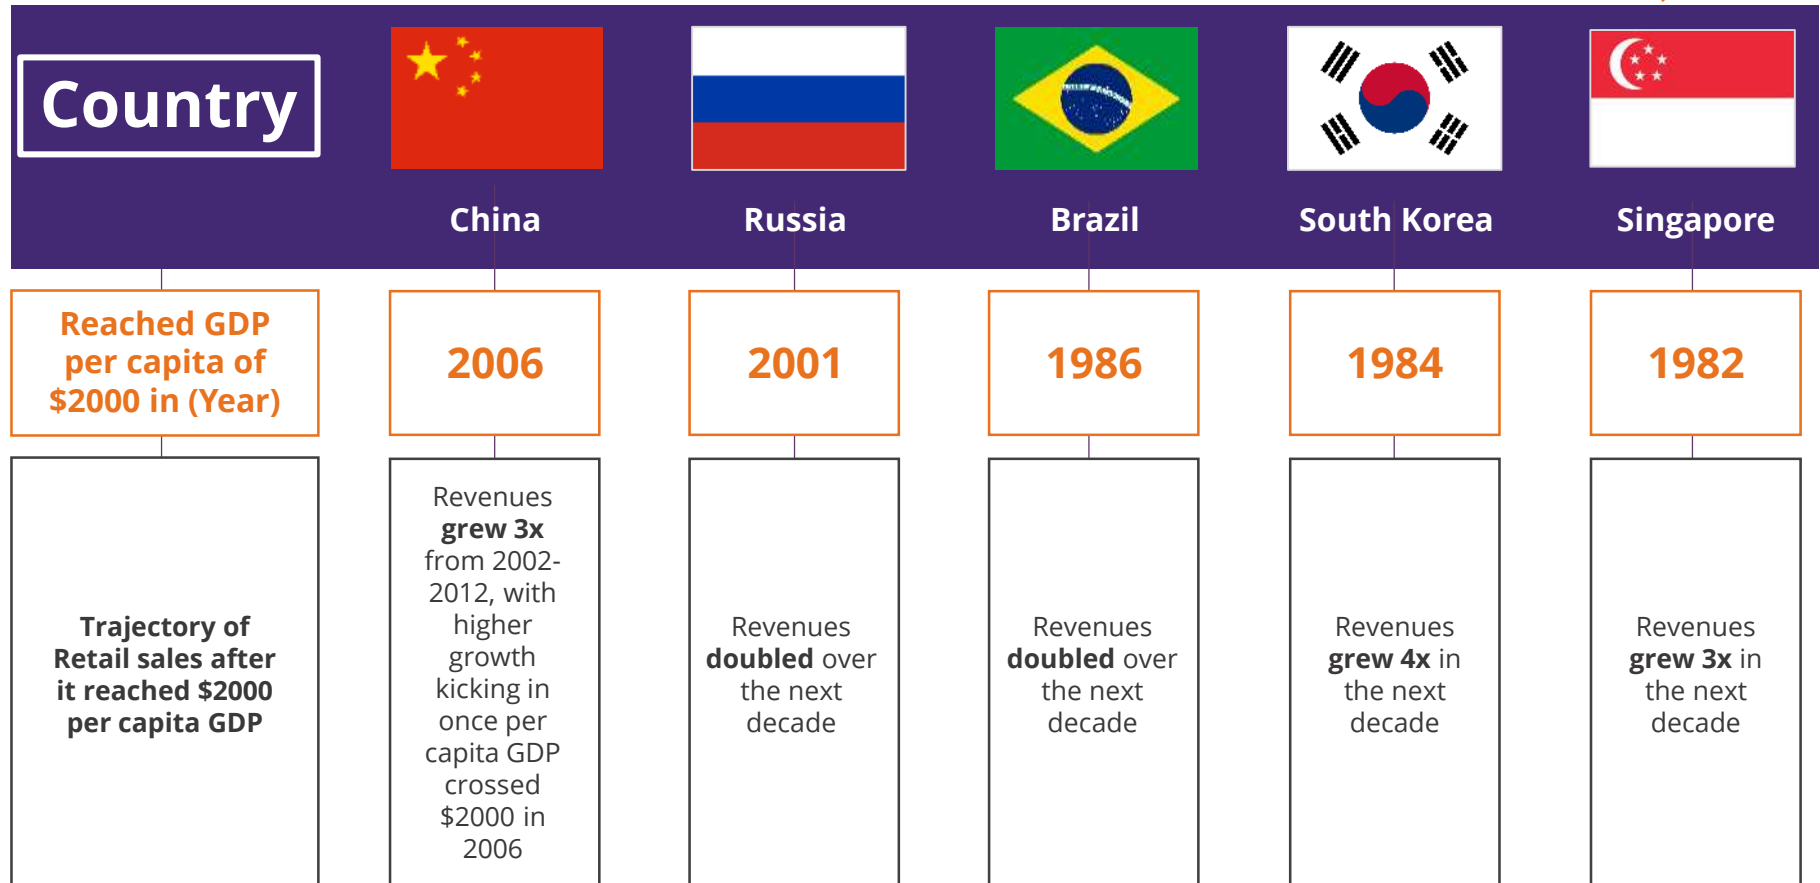 Country
China
Russia
Brazil
South Korea
Singapore
Reached GDP
per capita of
$2000 in (Year)
2006
2001
1986
1984
1982
Trajectory of
Retail sales after
it reached $2000
per capita GDP
Revenues
grew 3x
from 2002-
2012, with
higher
growth
kicking in
once per
capita GDP
crossed
$2000 in
2006
Revenues
doubled over
the next
decade
Revenues
doubled over
the next
decade
Revenues
grew 4x in
the next
decade
Revenues
grew 3x in
the next
decade